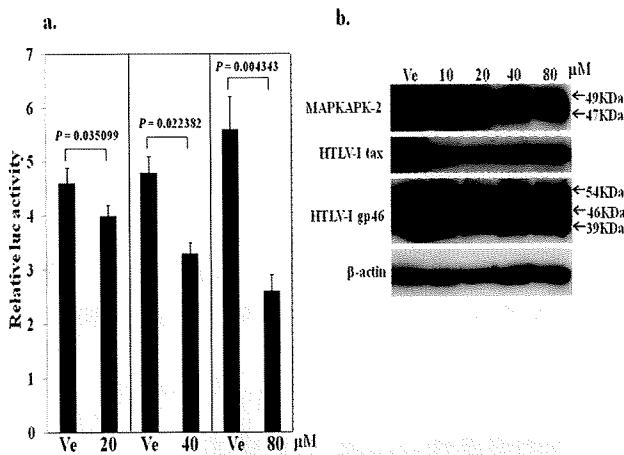 a.
Relative luc activity
7
6
5
4
3
2
1
0
P = 0.035099
P = 0.022382
P = 0.004343
Ve 20 Ve 40 Ve 80 µM
b.
Ve 10 20 40 80 µM
MAPKAPK-2
←49KDa
←47KDa
HTLV-I tax
HTLV-I gp46
←54KDa
←46KDa
←39KDa
β-actin